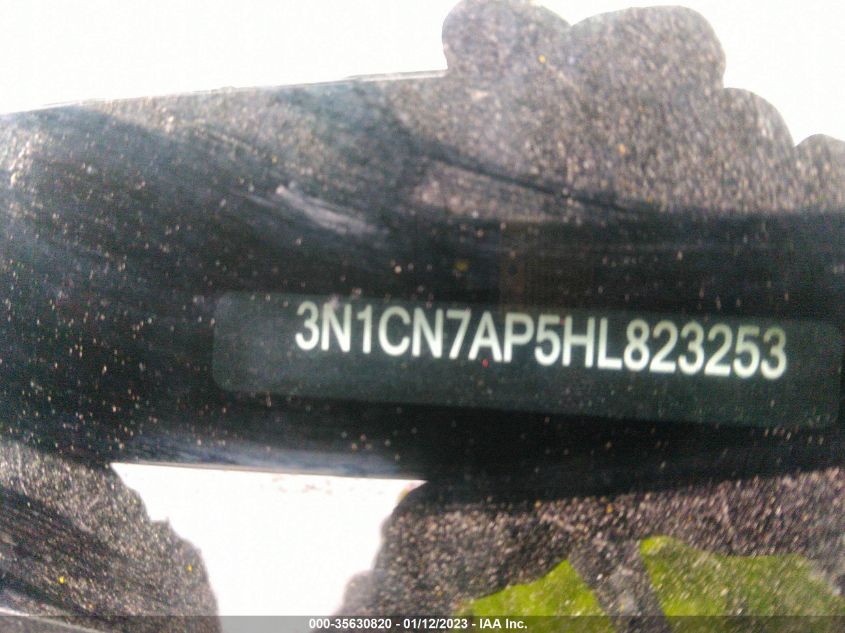 3N1CN7AP5HL823253
000-35630820 - 01/12/2023 - IAA Inc.